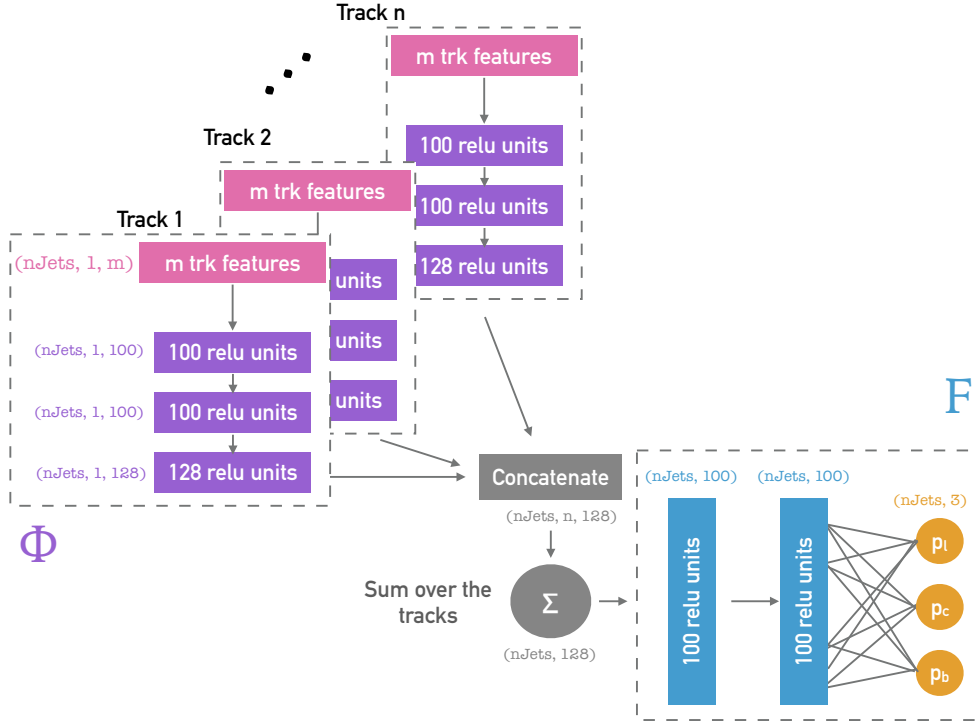 Track n
m trk features
100 relu units
100 relu units
128 relu units
Track 2
m trk features
units
units
units
Track 1
(nJets, 1, m)
m trk features
(nJets, 1, 100)
100 relu units
(nJets, 1, 100)
100 relu units
(nJets, 1, 128)
128 relu units
Φ
Concatenate
(nJets, n, 128)
Sum over the
tracks
Σ
(nJets, 128)
F
(nJets, 100)
(nJets, 100)
(nJets, 3)
100 relu units
100 relu units
pl
pc
pb